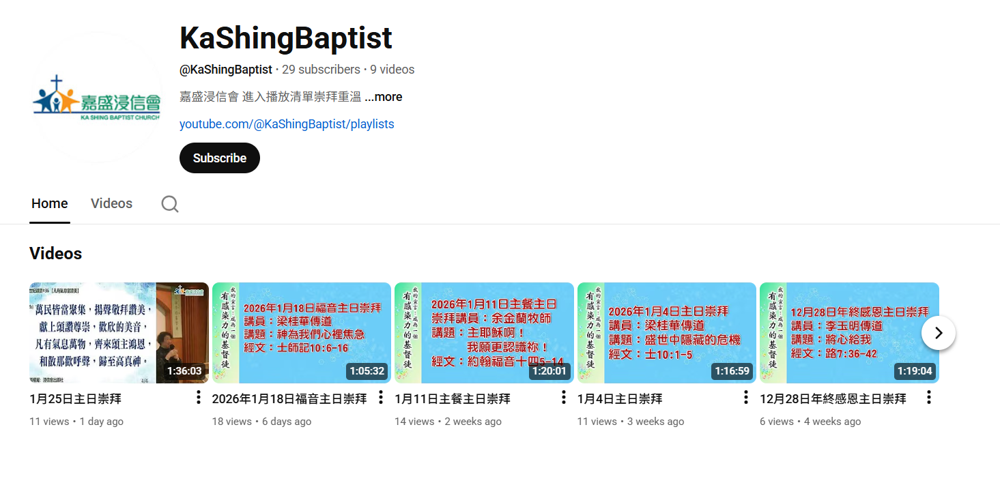 KaShingBaptist
@KaShingBaptist · 29 subscribers · 9 videos
嘉盛浸信會 進入播放清單崇拜重溫 ...more
youtube.com/@KaShingBaptist/playlists
Subscribe
嘉盛浸信會
KA SHING BAPTIST CHURCH
Home
Videos
Videos
萬民皆當聚集，揚聲敬拜讚美，
獻上頌讚尊崇，歡欣的美音，
凡有氣息萬物，齊來頌主鴻恩，
和散那歡呼聲，歸至高真神。
4/4
1:36:03
1月25日主日崇拜
11 views • 1 day ago
我的宣言：成為一個
有感染力的基督徒
2026年1月18日福音主日崇拜
講員：梁桂華傳道
講題：神為我們心裡焦急
經文：士師記10:6-16
1:05:32
2026年1月18日福音主日崇拜
18 views • 6 days ago
我的宣言：成為一個
有感染力的基督徒
2026年1月11日主餐主日
崇拜講員：余金蘭牧師
講題：主耶穌啊！
我願更認識祢！
經文：約翰福音十四5-14
1:20:01
1月11日主餐主日崇拜
14 views • 2 weeks ago
我的宣言：成為一個
有感染力的基督徒
2026年1月4日主日崇拜
講員：梁桂華傳道
講題：盛世中隱藏的危機
經文：士10:1-5
1:16:59
1月4日主日崇拜
11 views • 3 weeks ago
我的宣言：成為一個
有感染力的基督徒
12月28日年終感恩主日崇拜
講員：李玉明傳道
講題：將心給我
經文：路7:36-42
1:19:04
12月28日年終感恩主日崇拜
6 views • 4 weeks ago